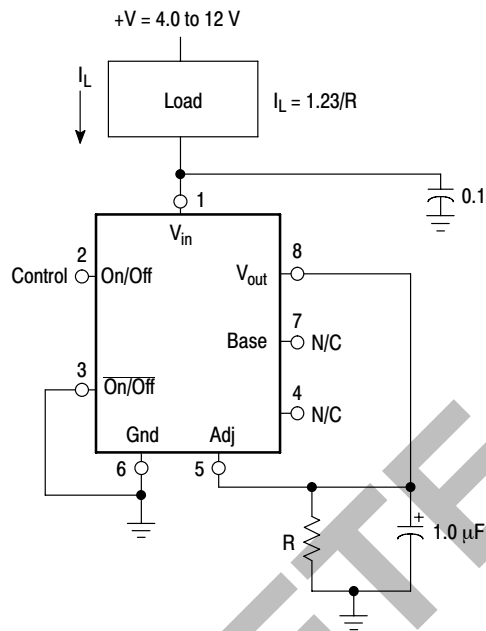 +V = 4.0 to 12 V
I_L
Load
I_L = 1.23/R
0.1
1
V_in
2
8
Control
On/Off
V_out
7
Base
N/C
3
On/Off
4
N/C
Gnd
Adj
6
5
R
+
1.0 μF